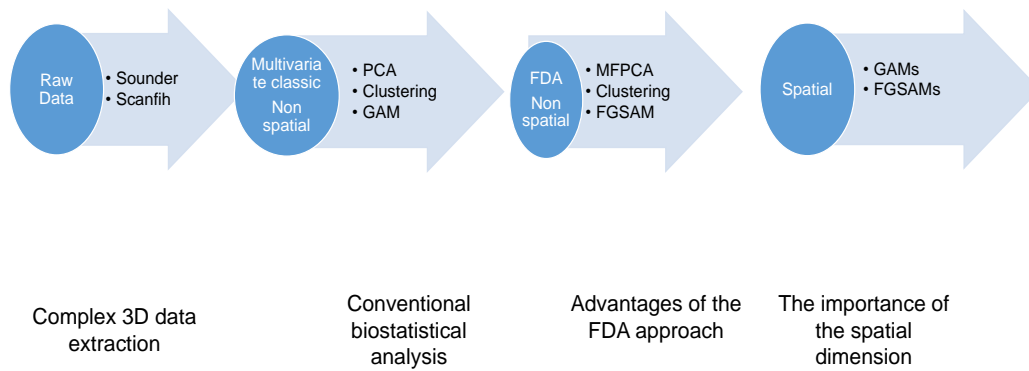 Raw
Data
• Sounder
• Scanfih
Multivaria
te classic
Non
spatial
• PCA
• Clustering
• GAM
FDA
Non
spatial
• MFPCA
• Clustering
• FGSAM
Spatial
• GAMs
• FGSAMs
Complex 3D data
extraction
Conventional
biostatistical
analysis
Advantages of the
FDA approach
The importance of
the spatial
dimension